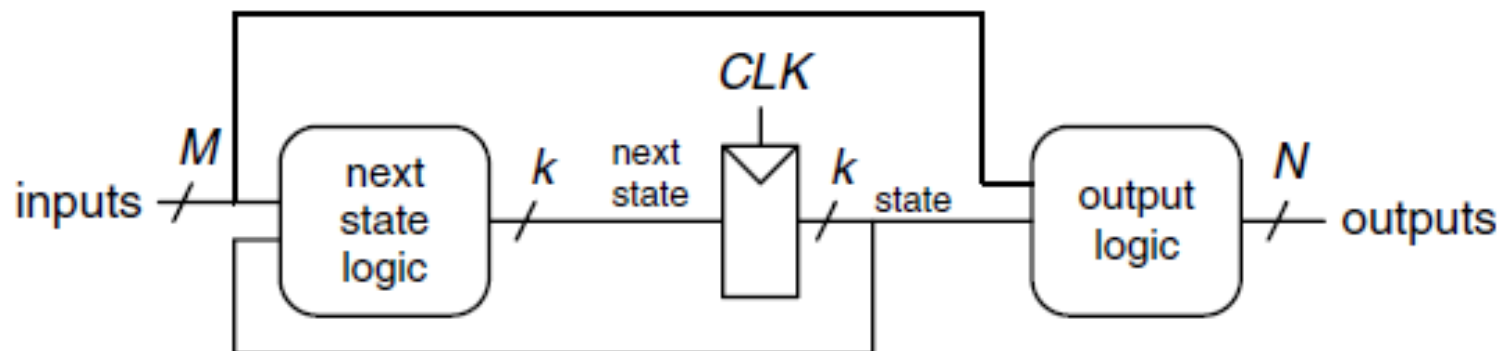 inputs
M
next
state
logic
k
next
state
CLK
k
state
output
logic
N
outputs